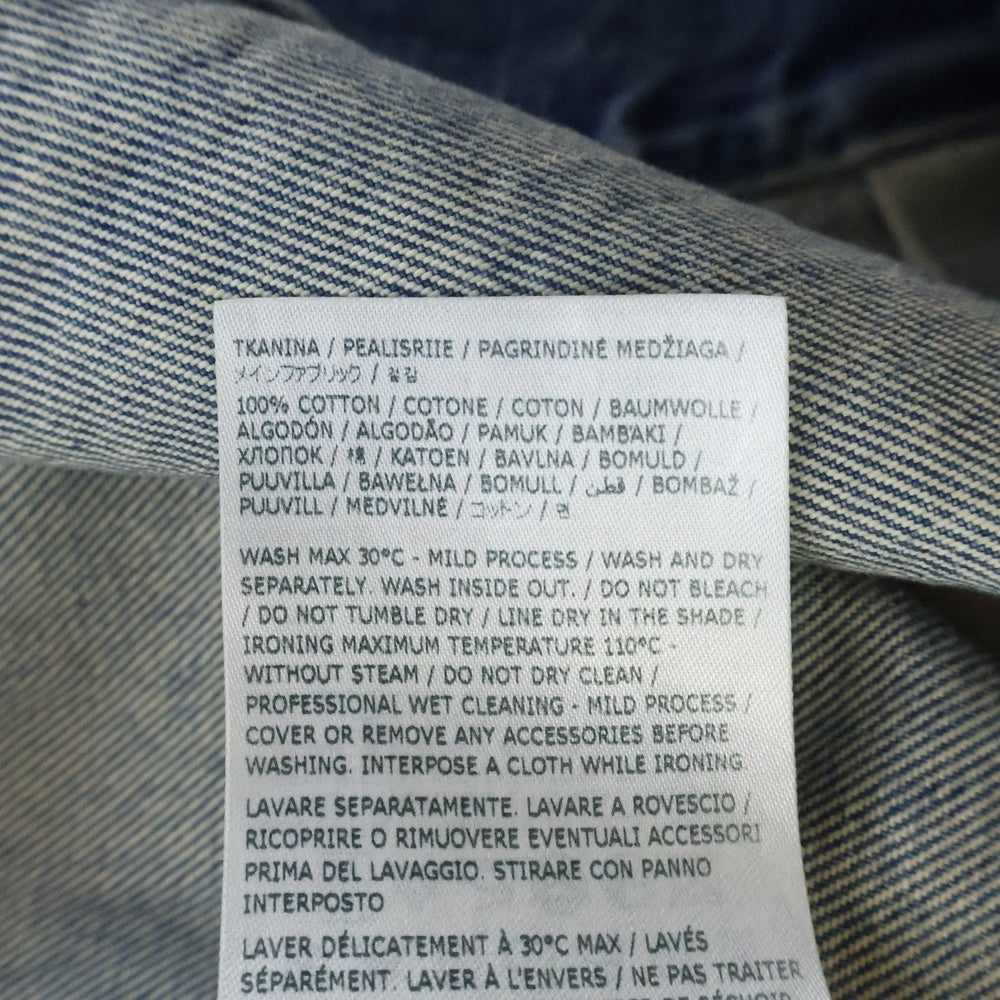 TKANINA / PEALISRIIE / PAGRINDINĖ MEDŽIAGA /
メインファブリック / 겉감
100% COTTON / COTONE / COTON / BAUMWOLLE /
ALGODÓN / ALGODÃO / PAMUK / BAMBAKI /
ХЛОПОК / 棉 / KATOEN / BAVLNA / BOMULD /
PUUVILLA / BAWEŁNA / BOMULL / قطن / BOMBAŽ /
PUUVILL / MEDVILNĖ / コットン / 면
WASH MAX 30°C - MILD PROCESS / WASH AND DRY
SEPARATELY. WASH INSIDE OUT. / DO NOT BLEACH
/ DO NOT TUMBLE DRY / LINE DRY IN THE SHADE /
IRONING MAXIMUM TEMPERATURE 110°C -
WITHOUT STEAM / DO NOT DRY CLEAN /
PROFESSIONAL WET CLEANING - MILD PROCESS /
COVER OR REMOVE ANY ACCESSORIES BEFORE
WASHING. INTERPOSE A CLOTH WHILE IRONING.
LAVARE SEPARATAMENTE. LAVARE A ROVESCIO /
RICOPRIRE O RIMUOVERE EVENTUALI ACCESSORI
PRIMA DEL LAVAGGIO. STIRARE CON PANNO
INTERPOSTO
LAVER DÉLICATEMENT À 30°C MAX / LAVÉS
SÉPARÉMENT. LAVER À L'ENVERS / NE PAS TRAITER